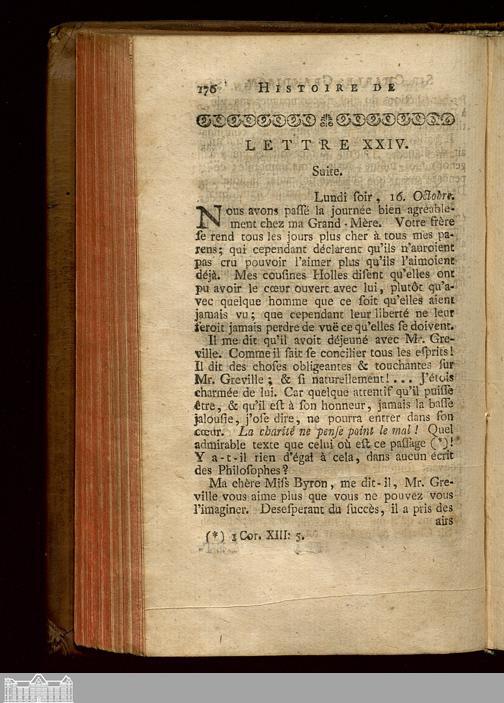 176 HISTOIRE DE
LETTRE XXIV.
Suite.
Lundi ſoir, 16. Octobre.
Nous avons paſſé la journée bien agréable-
ment chez ma Grand-Mère. Votre frère
ſe rend tous les jours plus cher à tous mes pa-
rens; qui cependant déclarent qu'ils n'auroient
pas cru pouvoir l'aimer plus qu'ils l'aimoient
déjà. Mes couſines Holles diſent qu'elles ont
pu avoir le cœur ouvert avec lui, plutôt qu'a-
vec quelque homme que ce ſoit qu'elles aient
jamais vu; que cependant leur liberté ne leur
feroit jamais perdre de vuë ce qu'elles ſe doivent.
Il me dit qu'il avoit déjeuné avec Mr. Gre-
ville. Comme il ſait ſe concilier tous les eſprits!
Il dit des choſes obligeantes & touchantes ſur
Mr. Greville; & ſi naturellement!... J'étois
charmée de lui. Car quelque attentif qu'il puiſſe
être, & qu'il eſt à ſon honneur, jamais la baſſe
jalouſie, j'oſe dire, ne pourra entrer dans ſon
cœur. La charité ne penſe point le mal! Quel
admirable texte que celui où eſt ce paſſage (*)!
Y a-t-il rien d'égal à cela, dans aucun écrit
des Philoſophes?
Ma chère Miſs Byron, me dit-il, Mr. Gre-
ville vous aime plus que vous ne pouvez vous
l'imaginer. Deseſperant du ſuccès, il a pris des
airs
(*) 1 Cor. XIII: 5.